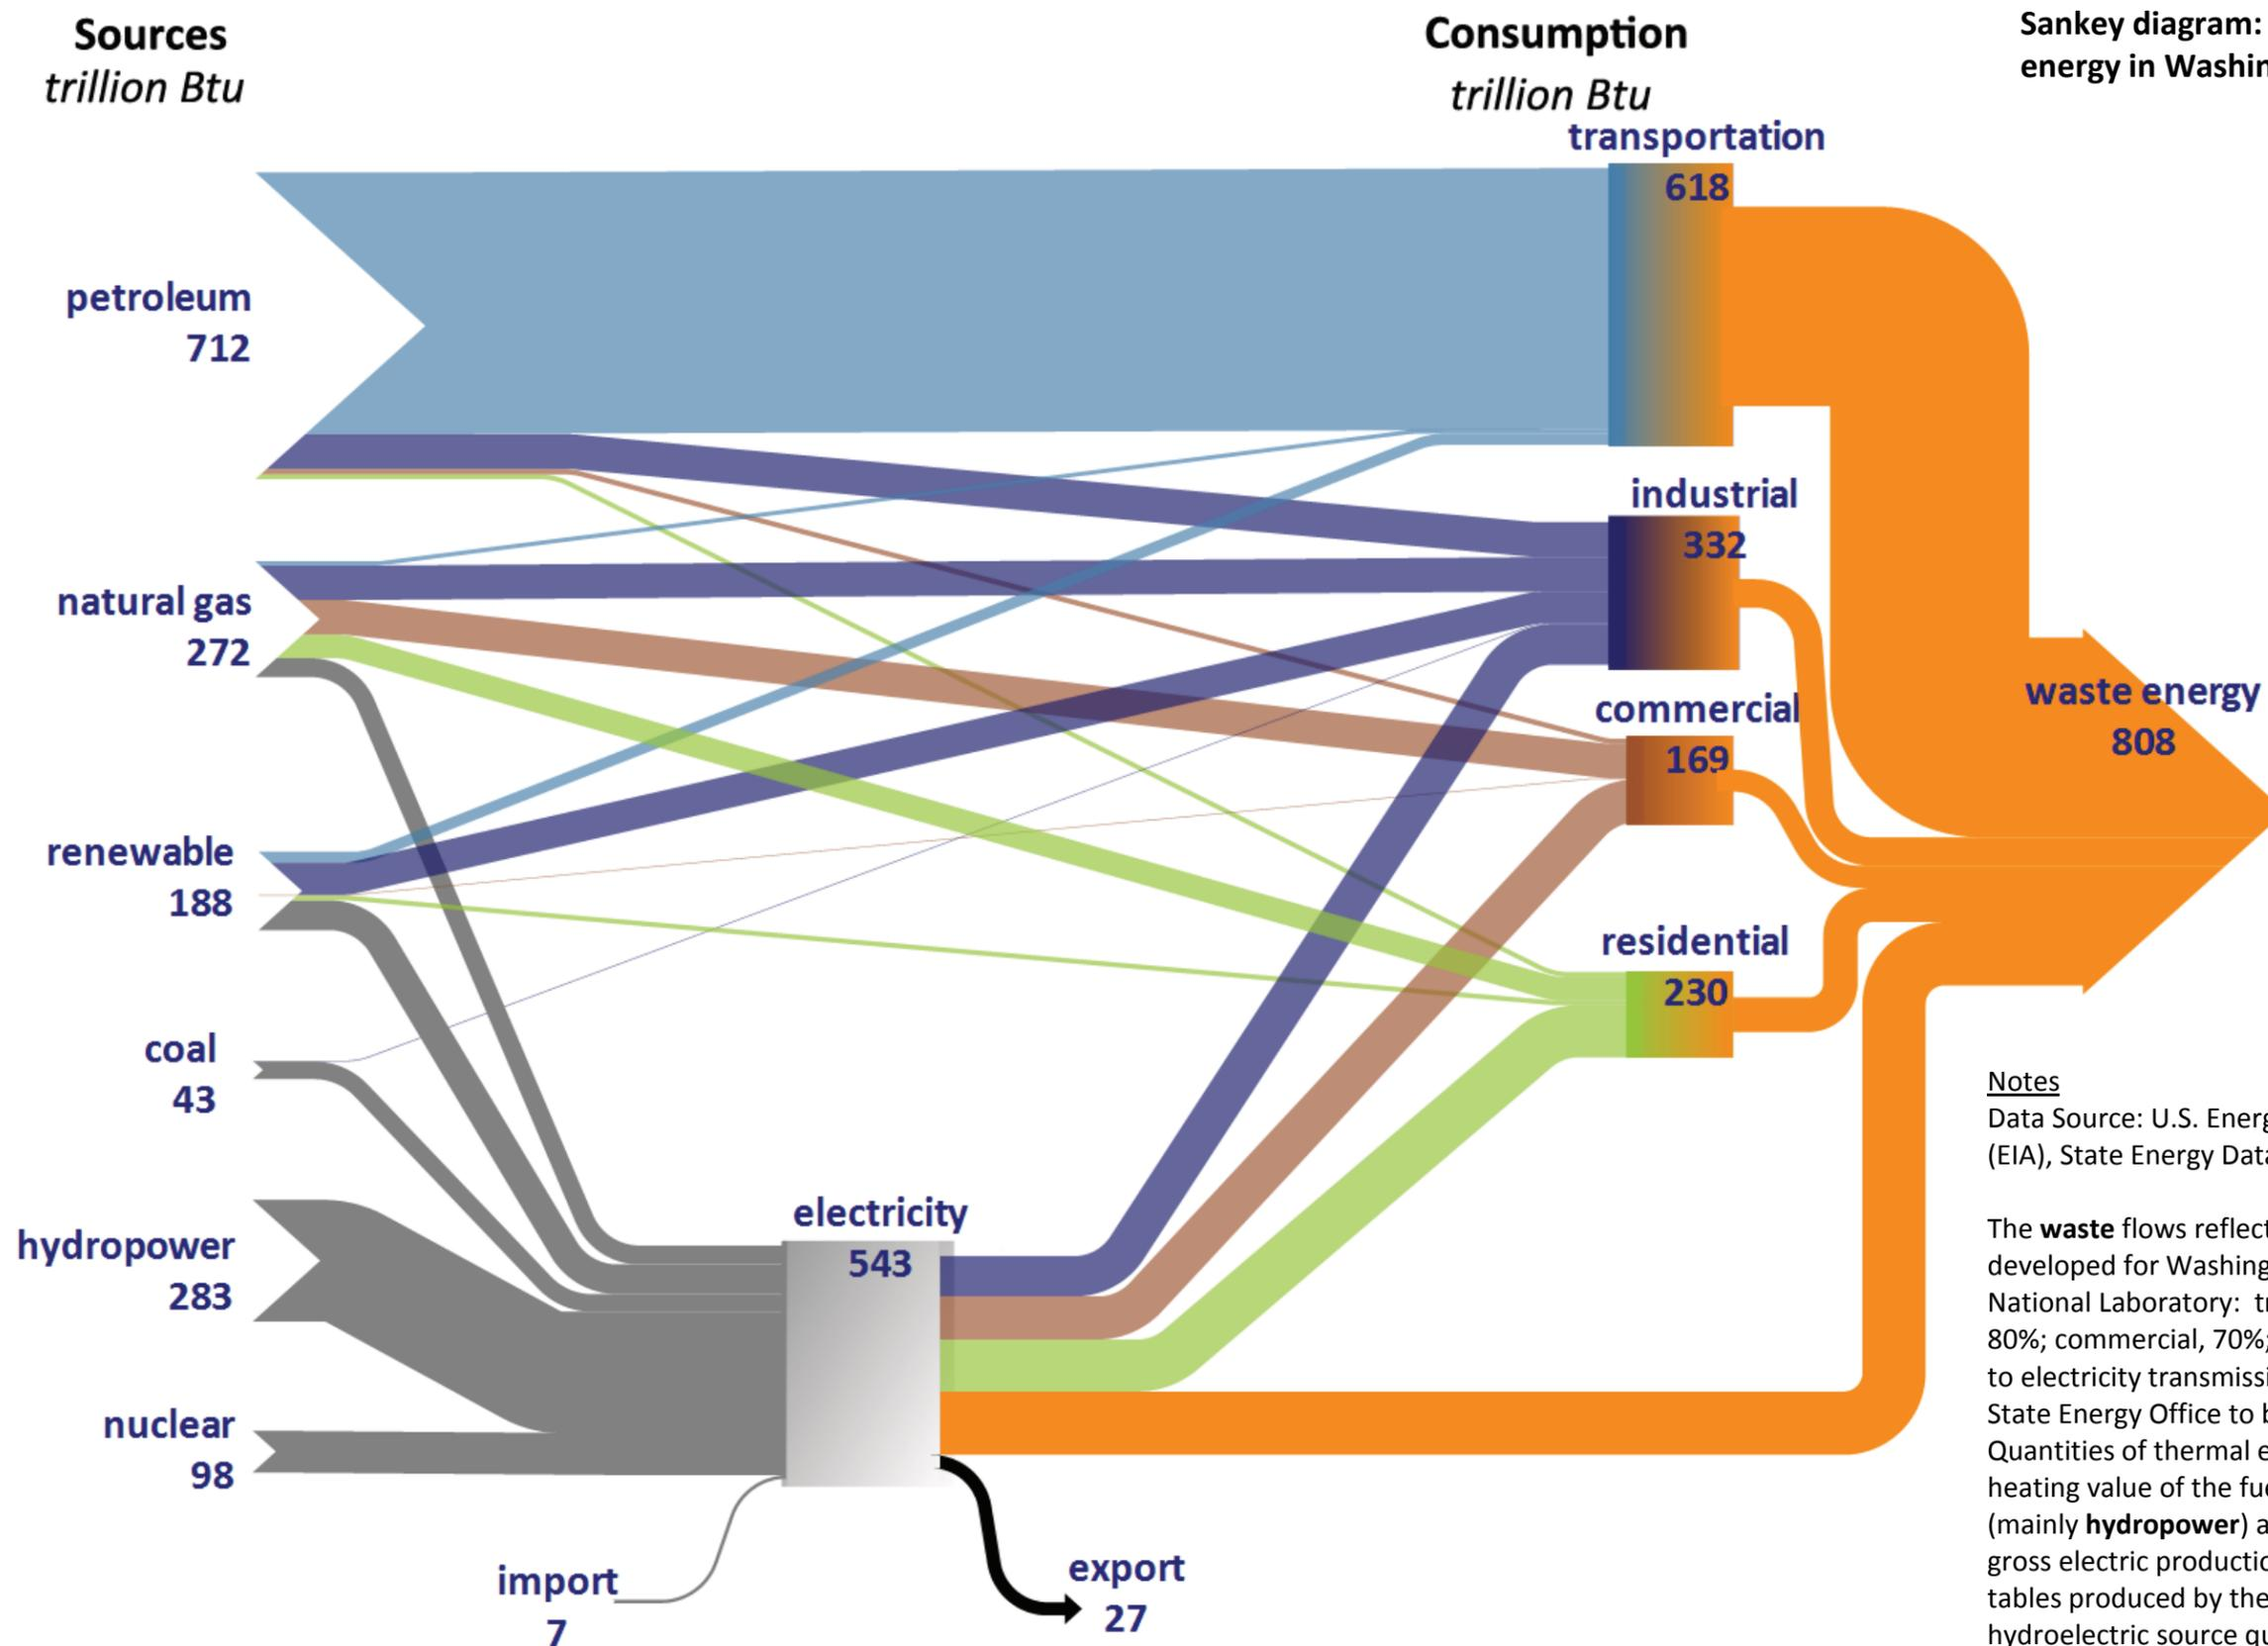 Sources
trillion Btu
Consumption
trillion Btu
Sankey diagram:
energy in Washin
transportation
618
petroleum
712
industrial
332
natural gas
272
commercial
169
waste energy
808
renewable
188
residential
230
coal
43
electricity
543
hydropower
283
nuclear
98
import
7
export
27
Notes
Data Source: U.S. Energ
(EIA), State Energy Data
The waste flows reflect
developed for Washing
National Laboratory: tr
80%; commercial, 70%;
to electricity transmissi
State Energy Office to b
Quantities of thermal e
heating value of the fue
(mainly hydropower) a
gross electric productio
tables produced by the
hydroelectric source qu